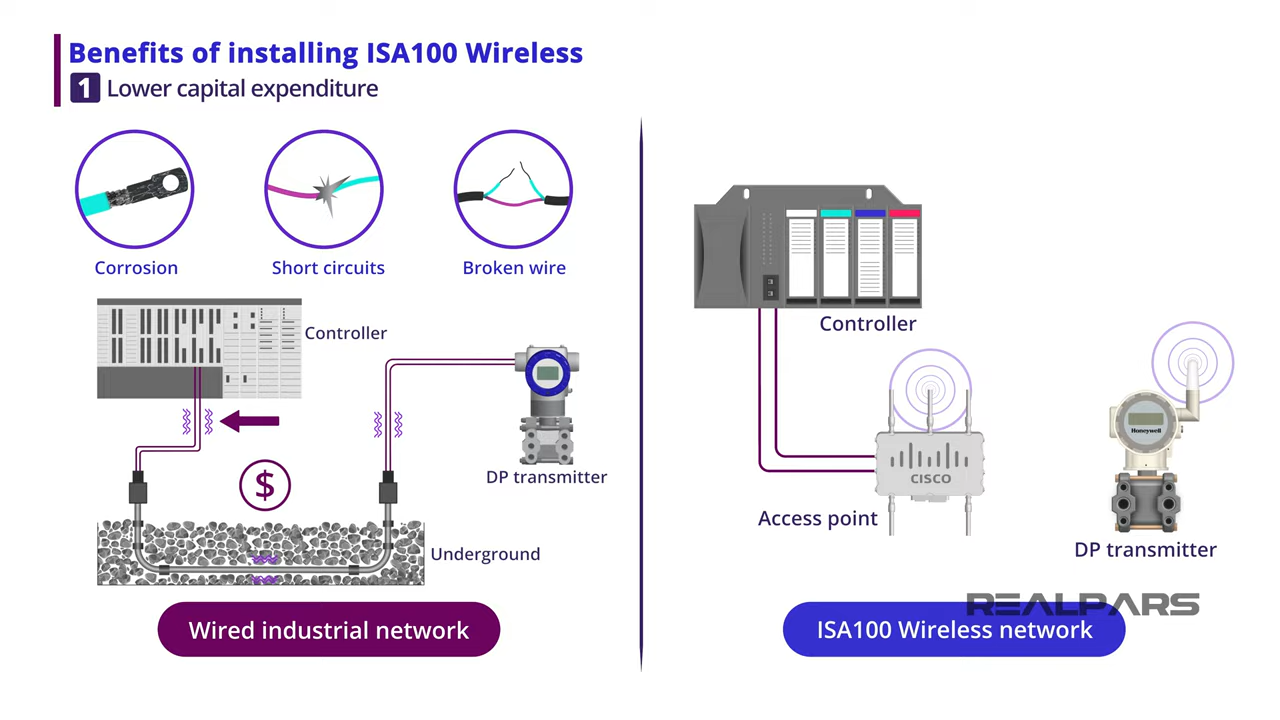 Benefits of installing ISA100 Wireless
1 Lower capital expenditure
Corrosion
Short circuits
Broken wire
Controller
DP transmitter
$
Underground
Wired industrial network
Controller
CISCO
Access point
Honeywell
DP transmitter
REALPARS
ISA100 Wireless network